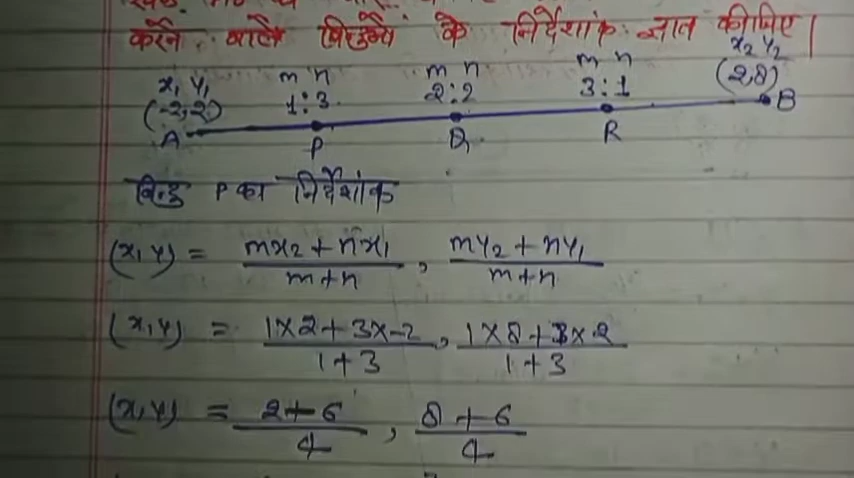 करने वाले बिन्दुओं के निर्देशांक ज्ञात कीजिए।
x₁ y₁ m n m n m n x₂ y₂
(-2,2) 1:3 2:2 3:1 (2,8)
A P Q R B
बिन्दु P का निर्देशांक
(x,y) = mx₂+nx₁/m+n , my₂+ny₁/m+n
(x,y) = 1×2+3×-2/1+3 , 1×8+3×2/1+3
(x,y) = 2+6/4 , 8+6/4